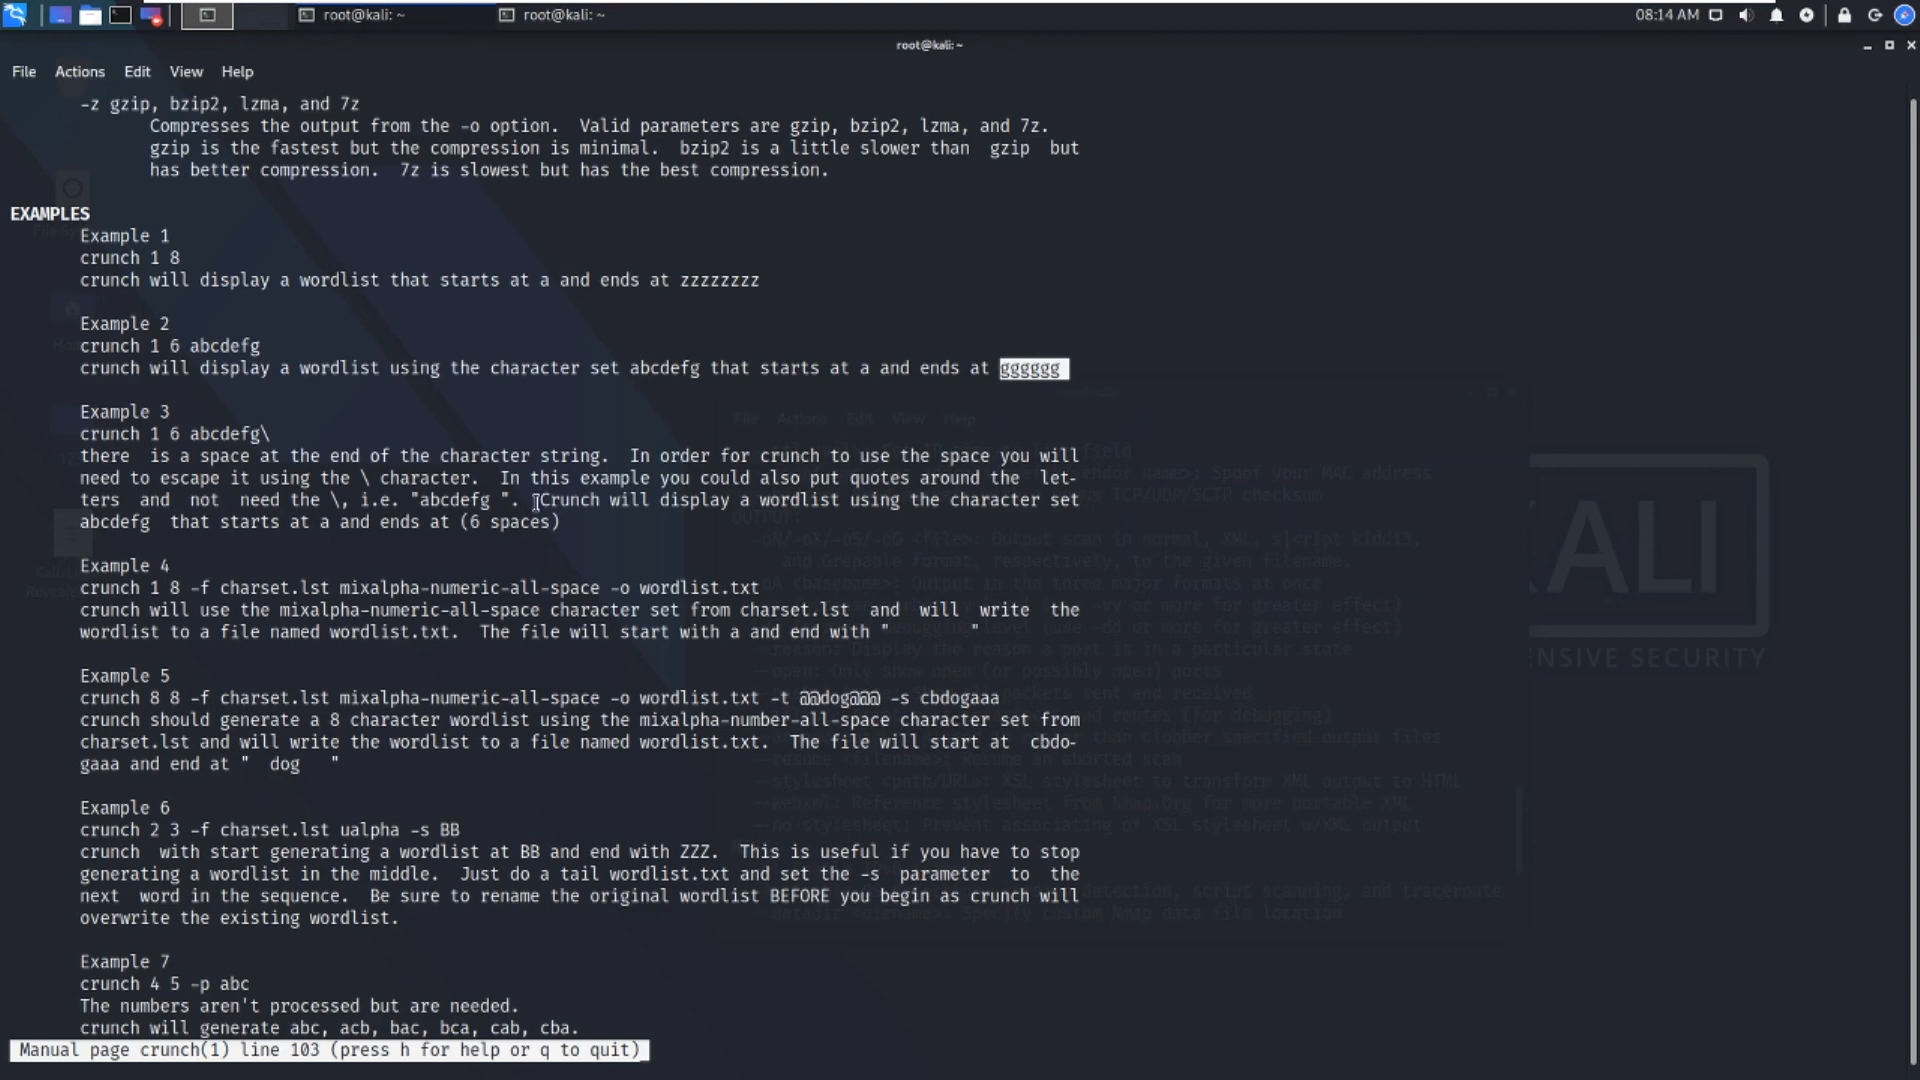 root@kali: ~
root@kali: ~
08:14 AM
root@kali: ~
File Actions Edit View Help
-z gzip, bzip2, lzma, and 7z
Compresses the output from the -o option. Valid parameters are gzip, bzip2, lzma, and 7z.
gzip is the fastest but the compression is minimal. bzip2 is a little slower than gzip but
has better compression. 7z is slowest but has the best compression.
EXAMPLES
Example 1
crunch 1 8
crunch will display a wordlist that starts at a and ends at zzzzzzzz
Example 2
crunch 1 6 abcdefg
crunch will display a wordlist using the character set abcdefg that starts at a and ends at gggggg
Example 3
crunch 1 6 abcdefg\
there is a space at the end of the character string. In order for crunch to use the space you will
need to escape it using the \ character. In this example you could also put quotes around the let-
ters and not need the \, i.e. "abcdefg ". Crunch will display a wordlist using the character set
abcdefg that starts at a and ends at (6 spaces)
Example 4
crunch 1 8 -f charset.lst mixalpha-numeric-all-space -o wordlist.txt
crunch will use the mixalpha-numeric-all-space character set from charset.lst and will write the
wordlist to a file named wordlist.txt. The file will start with a and end with "        "
Example 5
crunch 8 8 -f charset.lst mixalpha-numeric-all-space -o wordlist.txt -t @@dog@@@ -s cbdogaaa
crunch should generate a 8 character wordlist using the mixalpha-number-all-space character set from
charset.lst and will write the wordlist to a file named wordlist.txt. The file will start at cbdo-
gaaa and end at "  dog   "
Example 6
crunch 2 3 -f charset.lst ualpha -s BB
crunch with start generating a wordlist at BB and end with ZZZ. This is useful if you have to stop
generating a wordlist in the middle. Just do a tail wordlist.txt and set the -s parameter to the
next word in the sequence. Be sure to rename the original wordlist BEFORE you begin as crunch will
overwrite the existing wordlist.
Example 7
crunch 4 5 -p abc
The numbers aren't processed but are needed.
crunch will generate abc, acb, bac, bca, cab, cba.
Manual page crunch(1) line 103 (press h for help or q to quit)
KALI
ENSIVE SECURITY